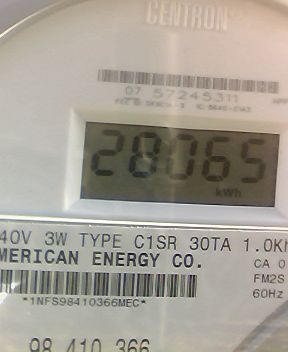 CENTRON®
07 57245311
28065
kWh
40V 3W TYPE C1SR 30TA 1.0Kh
MERICAN ENERGY CO.
CA 0
FM2S
*1NFS98410366MEC*
60Hz
98 410 366